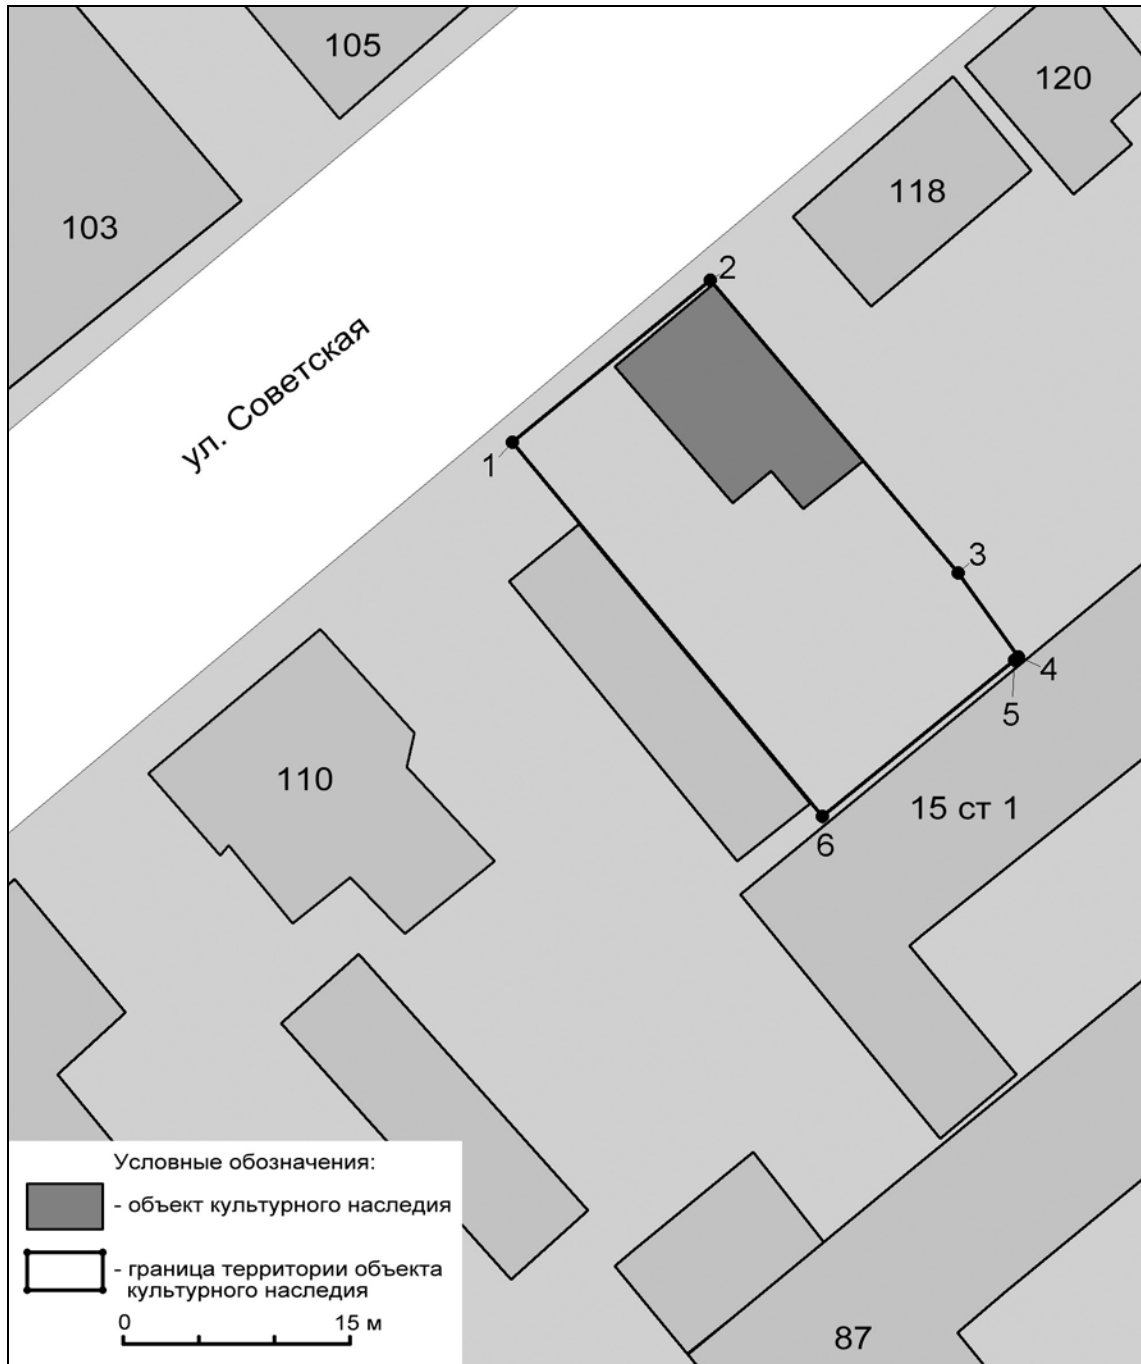 105
120
118
103
2
ул. Советская
1
3
4
5
110
15 ст 1
6
Условные обозначения:
- объект культурного наследия
- граница территории объекта
культурного наследия
0 15 м
87